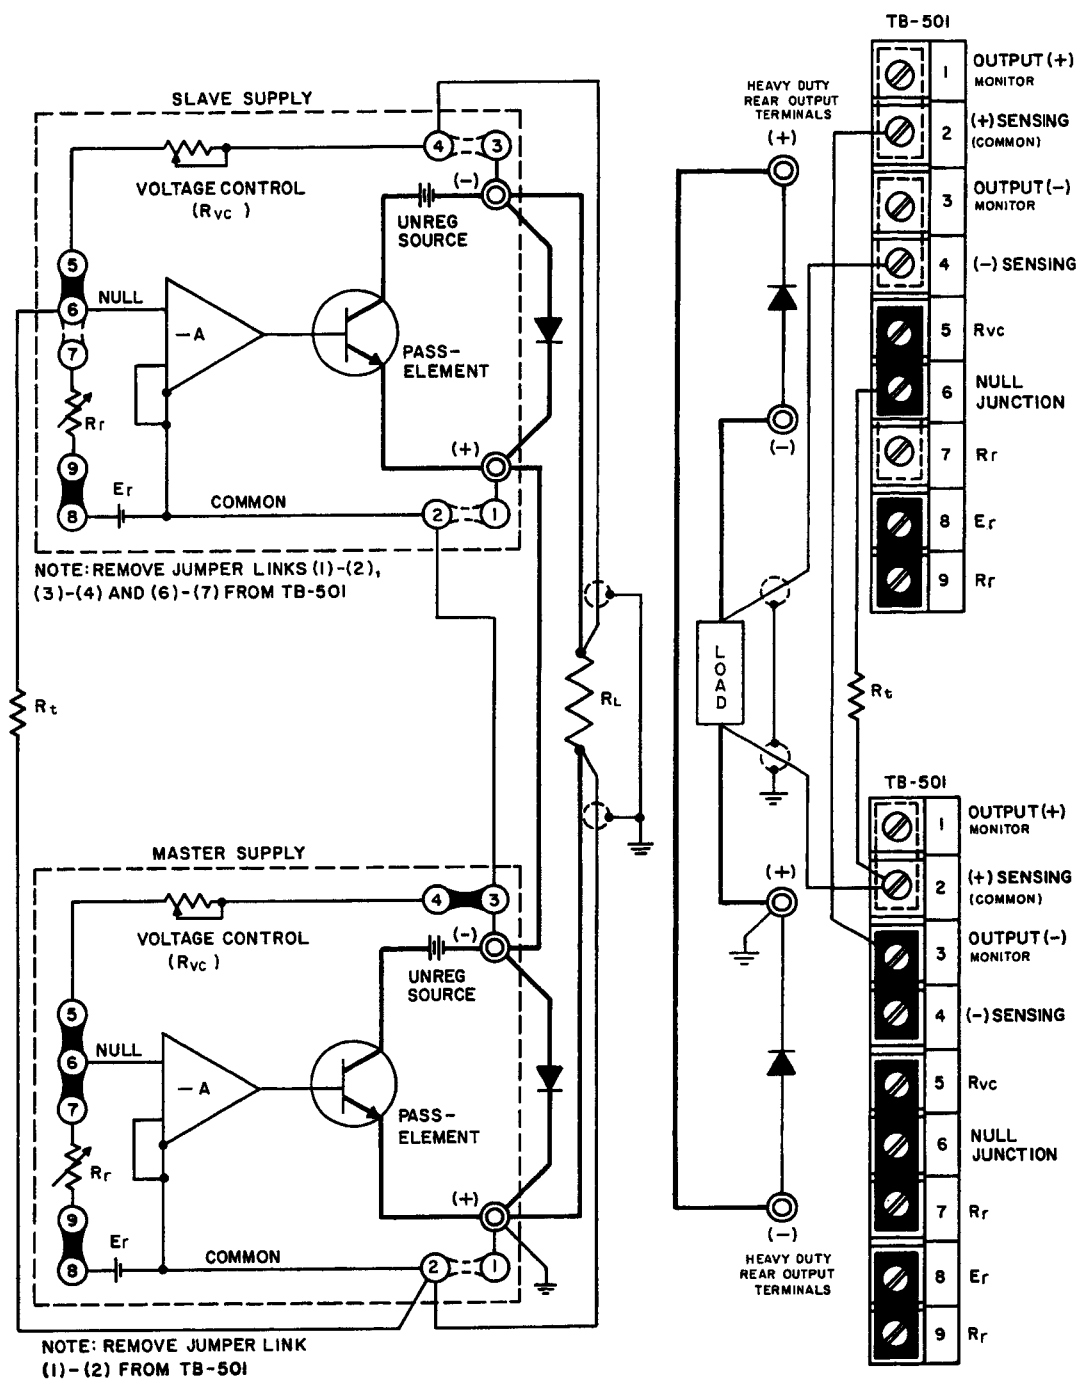 SLAVE SUPPLY
4
3
VOLTAGE CONTROL
(RVC )
(-)
UNREG
SOURCE
5
6
NULL
7
-A
PASS-
ELEMENT
Rr
9
8
Er
COMMON
(+)
2
1
NOTE: REMOVE JUMPER LINKS (1)-(2),
(3)-(4) AND (6)-(7) FROM TB-501
Rt
RL
MASTER SUPPLY
4
3
VOLTAGE CONTROL
(RVC )
(-)
UNREG
SOURCE
5
6
NULL
7
-A
PASS-
ELEMENT
Rr
9
8
Er
COMMON
(+)
2
1
NOTE: REMOVE JUMPER LINK
(1)-(2) FROM TB-501
HEAVY DUTY
REAR OUTPUT
TERMINALS
(+)
(-)
LOAD
(+)
(-)
HEAVY DUTY
REAR OUTPUT
TERMINALS
Rt
TB-501
1 OUTPUT (+)
MONITOR
2 (+) SENSING
(COMMON)
3 OUTPUT (-)
MONITOR
4 (-) SENSING
5 Rvc
6 NULL
JUNCTION
7 Rr
8 Er
9 Rr
TB-501
1 OUTPUT (+)
MONITOR
2 (+) SENSING
(COMMON)
3 OUTPUT (-)
MONITOR
4 (-) SENSING
5 Rvc
6 NULL
JUNCTION
7 Rr
8 Er
9 Rr